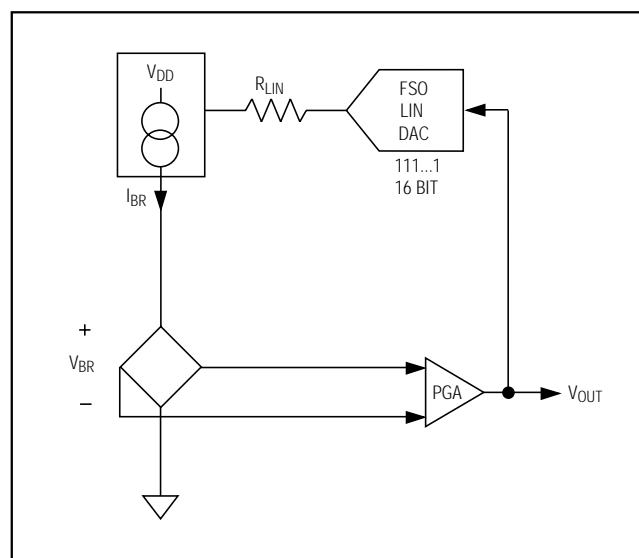 VDD
RLIN
FSO
LIN
DAC
111...1
16 BIT
IBR
+
VBR
–
PGA
VOUT